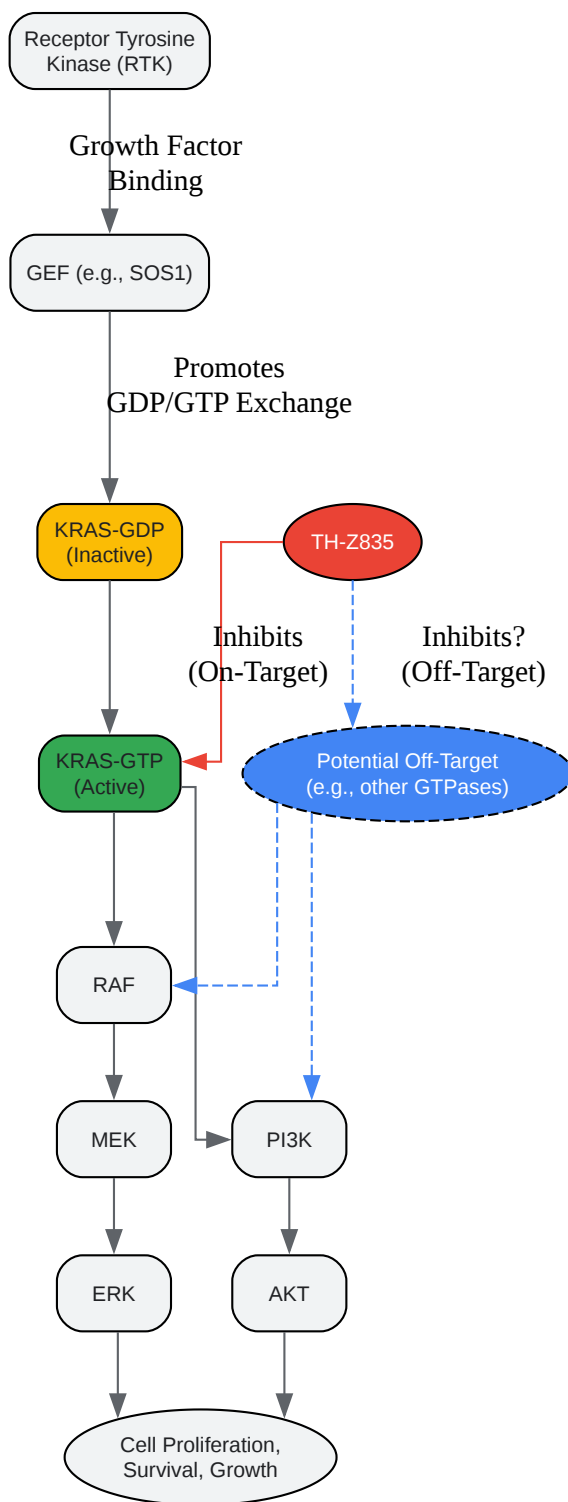 Receptor Tyrosine
Kinase (RTK)
Growth Factor
Binding
GEF (e.g., SOS1)
Promotes
GDP/GTP Exchange
KRAS-GDP
(Inactive)
TH-Z835
Inhibits
(On-Target)
Inhibits?
(Off-Target)
KRAS-GTP
(Active)
Potential Off-Target
(e.g., other GTPases)
RAF
MEK
PI3K
ERK
AKT
Cell Proliferation,
Survival, Growth